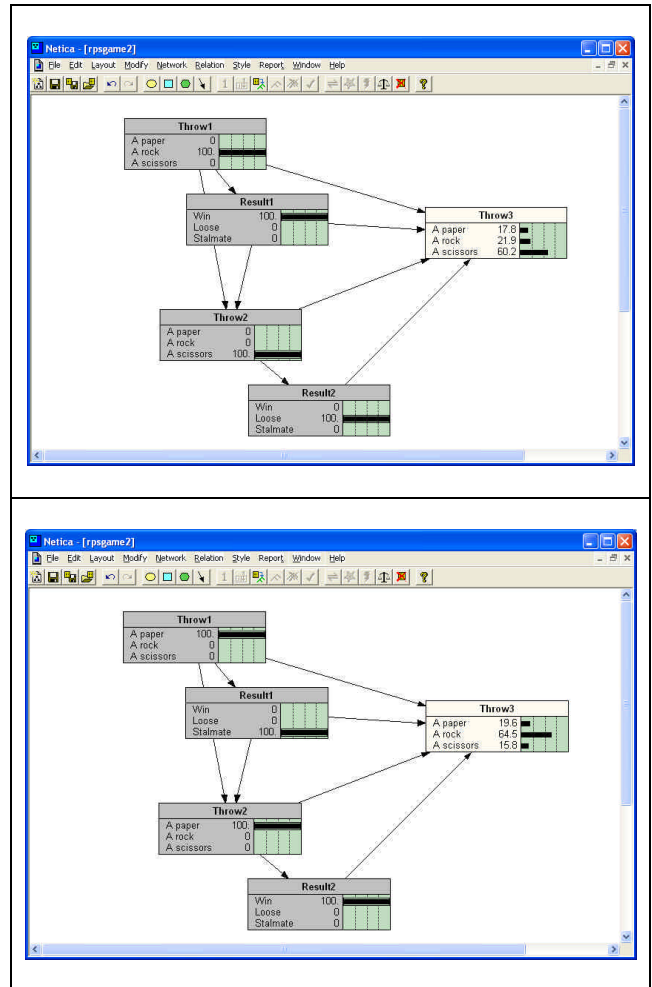 Netica - [rpsgame2]
File Edit Layout Modify Network Relation Style Report Window Help
Throw1
A paper 0
A rock 100.
A scissors 0
Result1
Win 100.
Loose 0
Stalmate 0
Throw3
A paper 17.8
A rock 21.9
A scissors 60.2
Throw2
A paper 0
A rock 0
A scissors 100.
Result2
Win 0
Loose 100.
Stalmate 0
Netica - [rpsgame2]
File Edit Layout Modify Network Relation Style Report Window Help
Throw1
A paper 100.
A rock 0
A scissors 0
Result1
Win 0
Loose 0
Stalmate 100.
Throw3
A paper 19.6
A rock 64.5
A scissors 15.8
Throw2
A paper 100.
A rock 0
A scissors 0
Result2
Win 100.
Loose 0
Stalmate 0